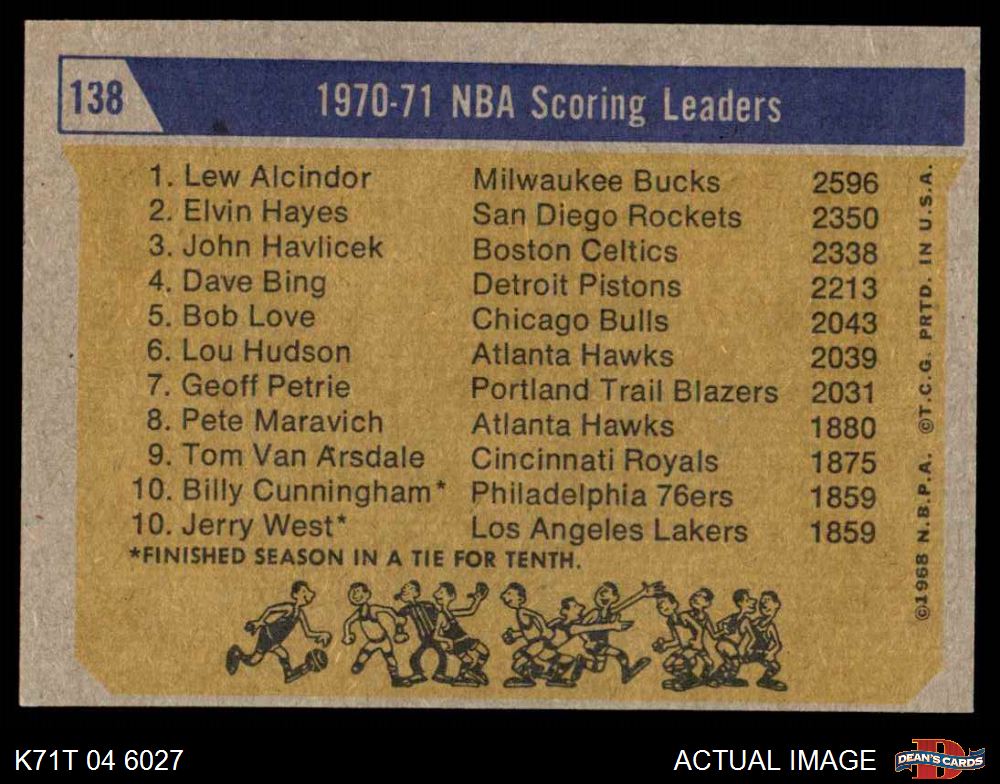 138 1970-71 NBA Scoring Leaders
1. Lew Alcindor Milwaukee Bucks 2596
2. Elvin Hayes San Diego Rockets 2350
3. John Havlicek Boston Celtics 2338
4. Dave Bing Detroit Pistons 2213
5. Bob Love Chicago Bulls 2043
6. Lou Hudson Atlanta Hawks 2039
7. Geoff Petrie Portland Trail Blazers 2031
8. Pete Maravich Atlanta Hawks 1880
9. Tom Van Arsdale Cincinnati Royals 1875
10. Billy Cunningham* Philadelphia 76ers 1859
10. Jerry West* Los Angeles Lakers 1859
*FINISHED SEASON IN A TIE FOR TENTH.
©1968 N.B.P.A. ©T.C.G. PRTD. IN U.S.A.
K71T 04 6027
ACTUAL IMAGE
D
DEAN'S CARDS